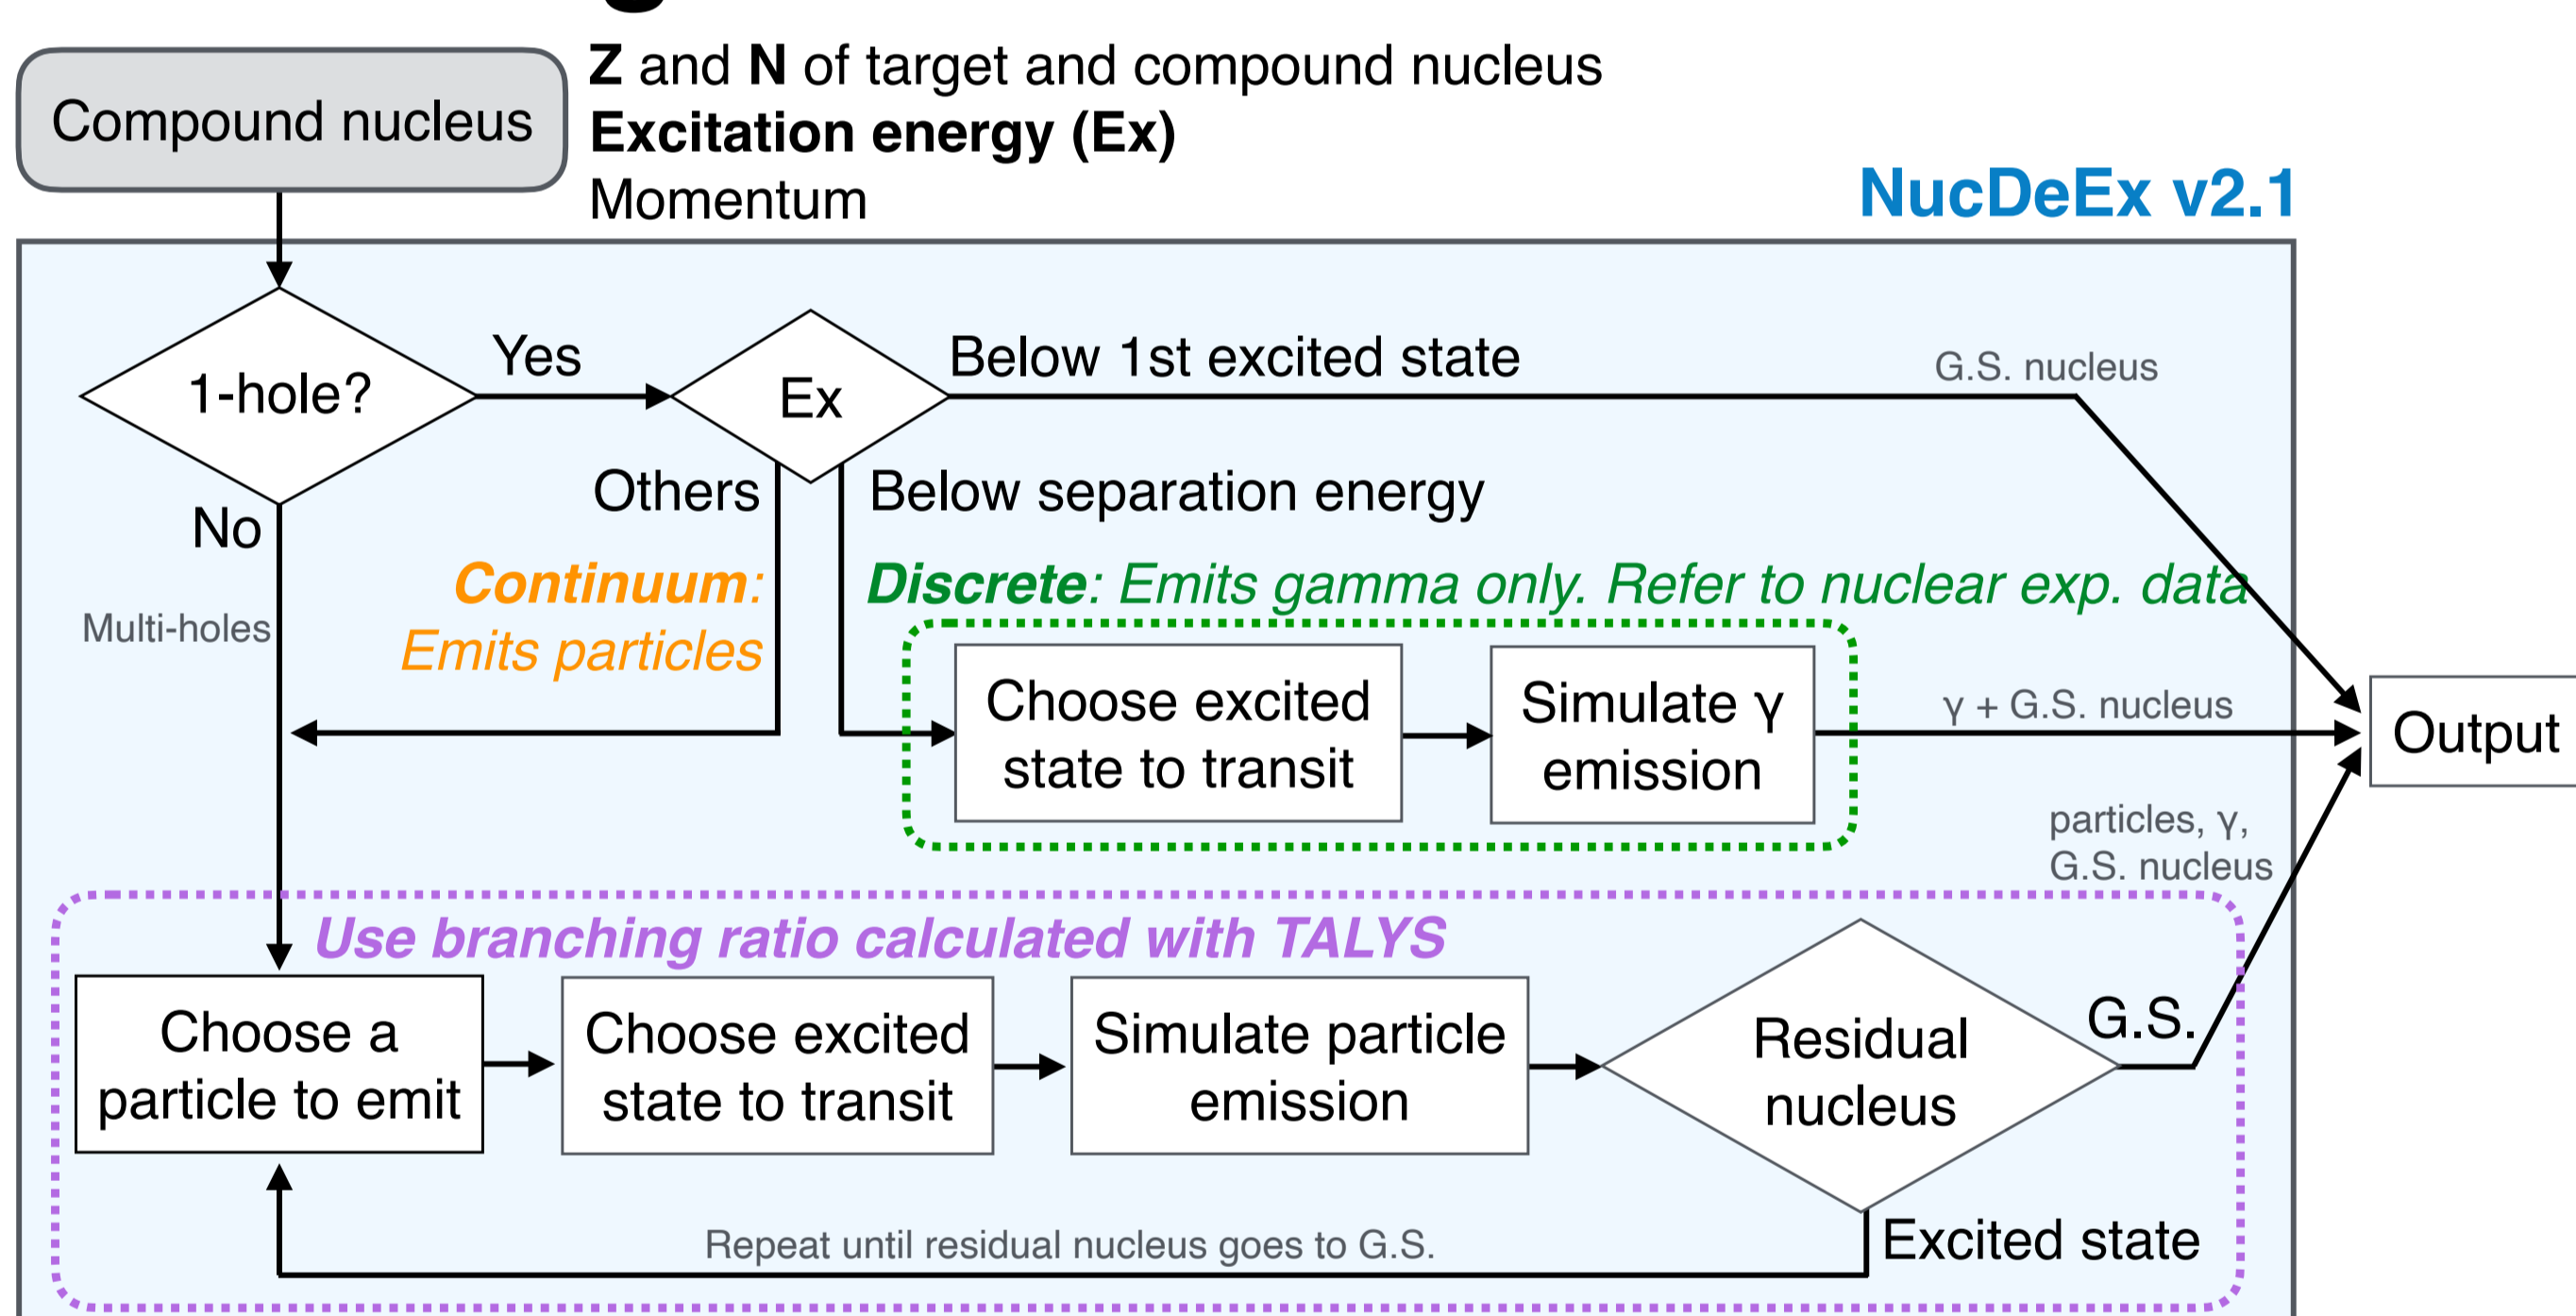 Compound nucleus
Z and N of target and compound nucleus
Excitation energy (Ex)
Momentum
NucDeEx v2.1
1-hole?
Yes
Ex
Below 1st excited state
G.S. nucleus
No
Others
Below separation energy
Multi-holes
Continuum:
Emits particles
Discrete: Emits gamma only. Refer to nuclear exp. data
Choose excited
state to transit
Simulate γ
emission
γ + G.S. nucleus
Output
particles, γ,
G.S. nucleus
Use branching ratio calculated with TALYS
Choose a
particle to emit
Choose excited
state to transit
Simulate particle
emission
Residual
nucleus
G.S.
Excited state
Repeat until residual nucleus goes to G.S.